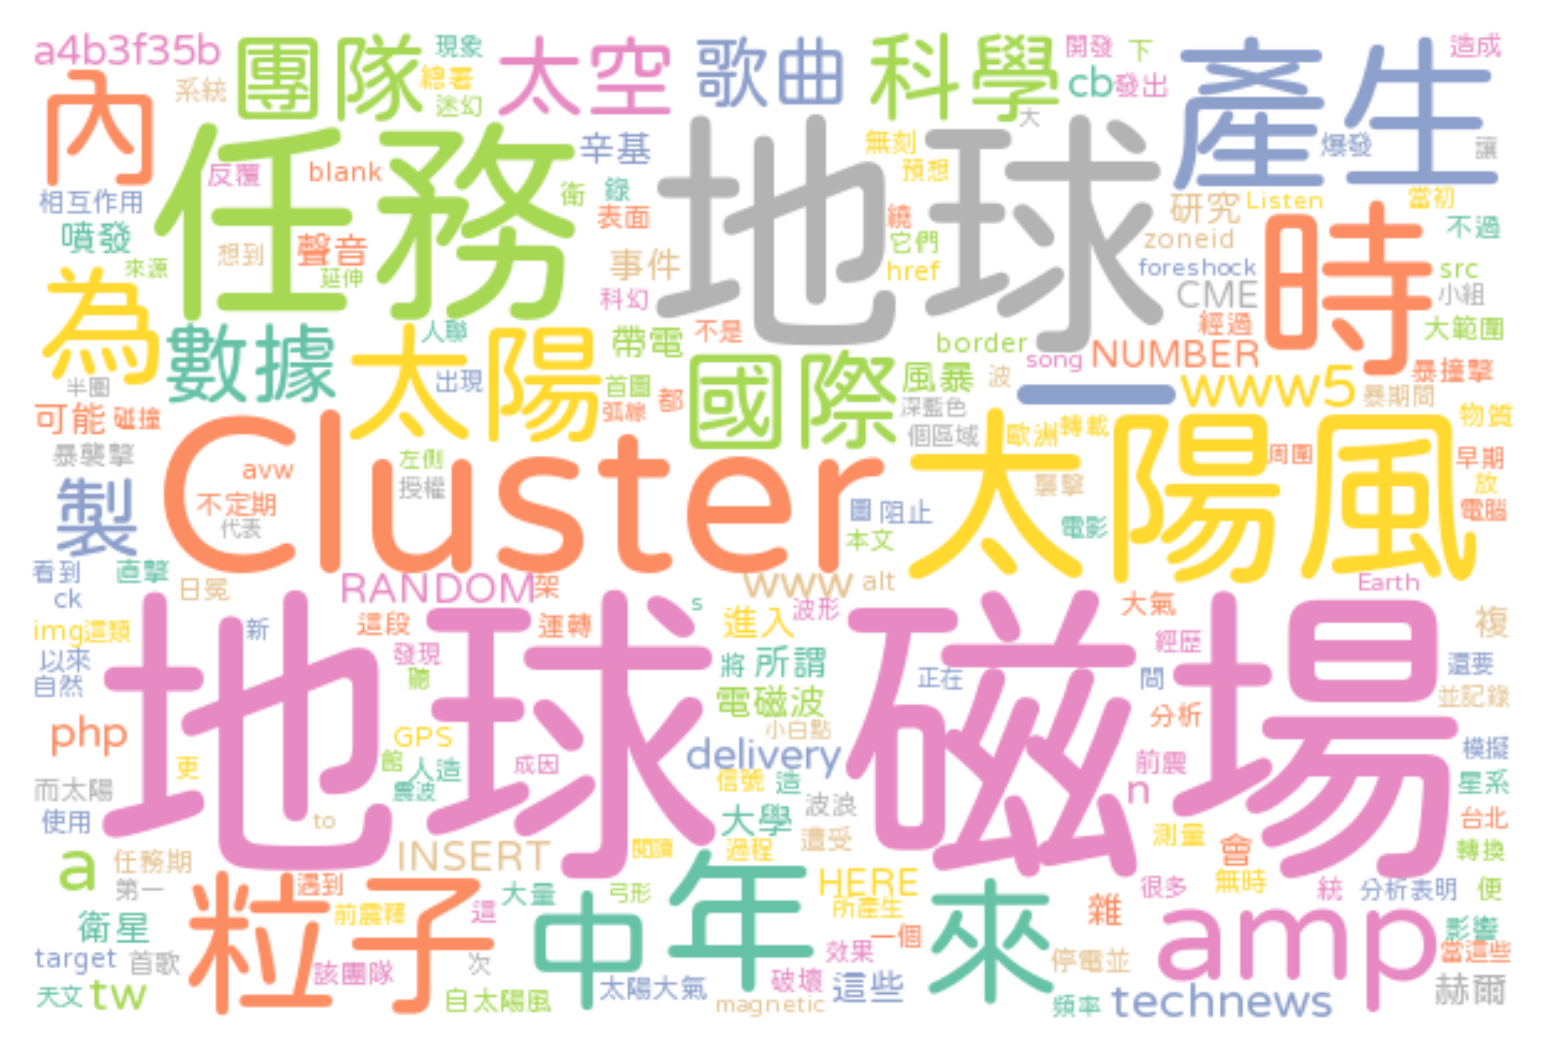 a4b3f35b 團隊 現象 太空 歌曲 科學 開發 下 產生 造成
系統 總署 迷幻 cb 發出
內 任務 辛基 地球 無刻 大 爆發 讓
反覆 blank 衛 錄 預想
相互作用 表面 繞 研究 Listen 當初
噴發 想到 聲音 事件 它們 zoneid 時 不過
來源 延伸 科幻 href foreshock CME src 小組
為 數據 太陽 人聯 帶電 不是 border song NUMBER 經過 大範圍
半圈 出現 首圖 國際 風暴 波 一 www5 暴期間 暴撞擊
可能 碰撞 弧線 都 深藍色 個區域 歐洲 轉載 物質
暴襲擊 Cluster avw 左側 太陽風 周圍 早期
製 不定期 授權 襲擊 放
代表 圖 阻止 電影 電腦
看到 直擊 本文
ck 日冕 RANDOM 架 www alt Earth
img 這類 新 這段 運轉 s 進入 波形 大氣 複
以來 地球磁場 發現 將 所謂 正在 經歷 間 還要
自然 聽 電磁波 分析 並記錄
php GPS 小白點 模擬
更 館 人造 成因 delivery 前震 星系
而太陽 震波 信號 造 n
使用 to 大學 波浪 遭受 測量 台北
a 任務期 INSERT 閱讀 過程 會 轉換
第一 粒子 遇到 大量 弓形 中 年 HERE 來 很多 無時 統 分析表明 便
衛星 前震釋 這 所產生 雜 amp 影響
target 首歌 該團隊 次 效果 一個 停電並 當這些
天文 tw 自太陽風 太陽大氣 破壞 這些 頻率 technews 赫爾
magnetic